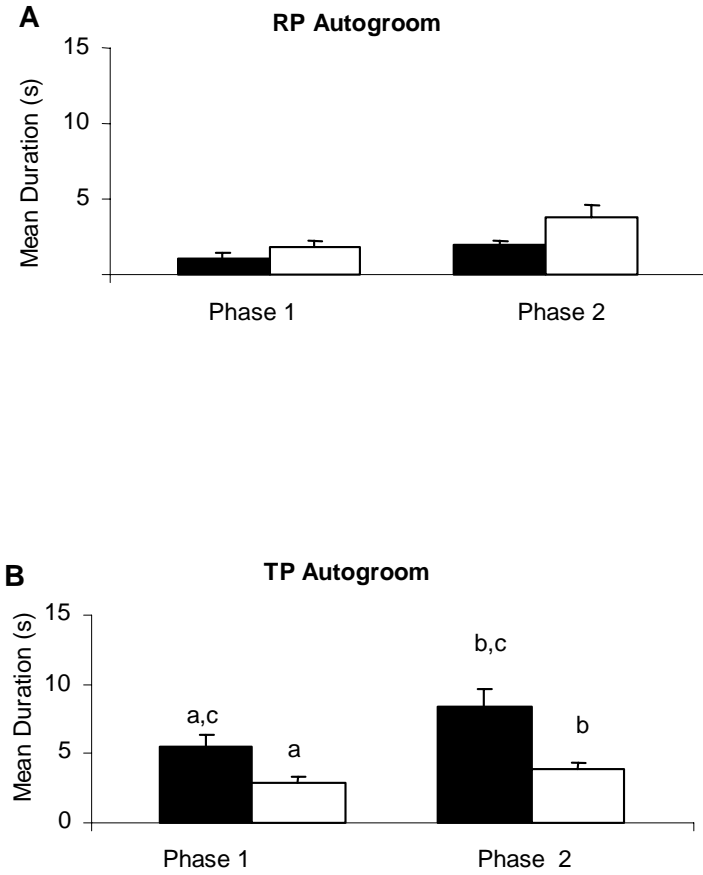 A
RP Autogroom
15
10
5
Mean Duration (s)
Phase 1 Phase 2
B
TP Autogroom
15
10
5
0
Mean Duration (s)
a,c
a
b,c
b
Phase 1 Phase 2